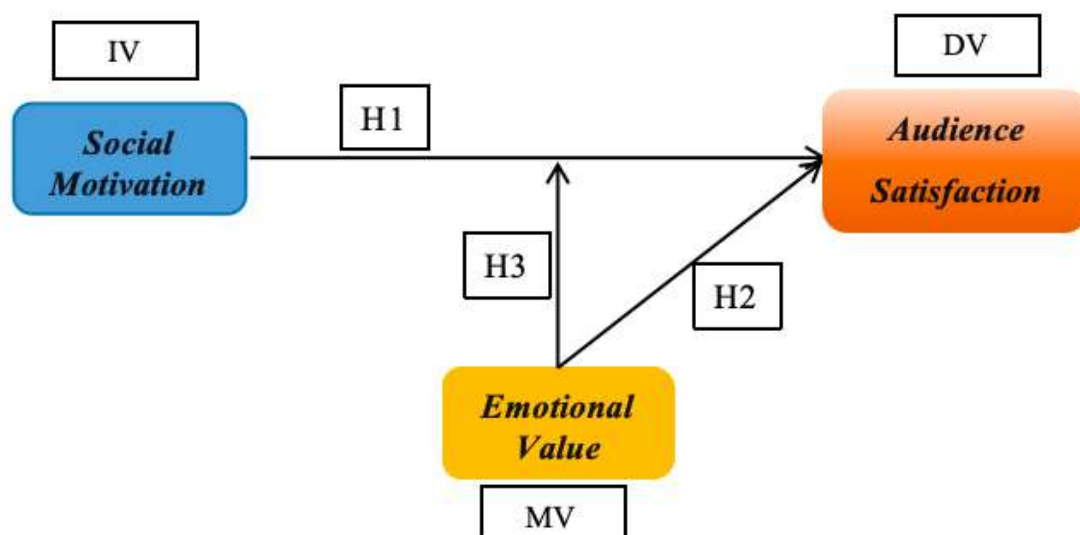 IV
DV
H1
Social
Motivation
Audience
Satisfaction
H3
H2
Emotional
Value
MV